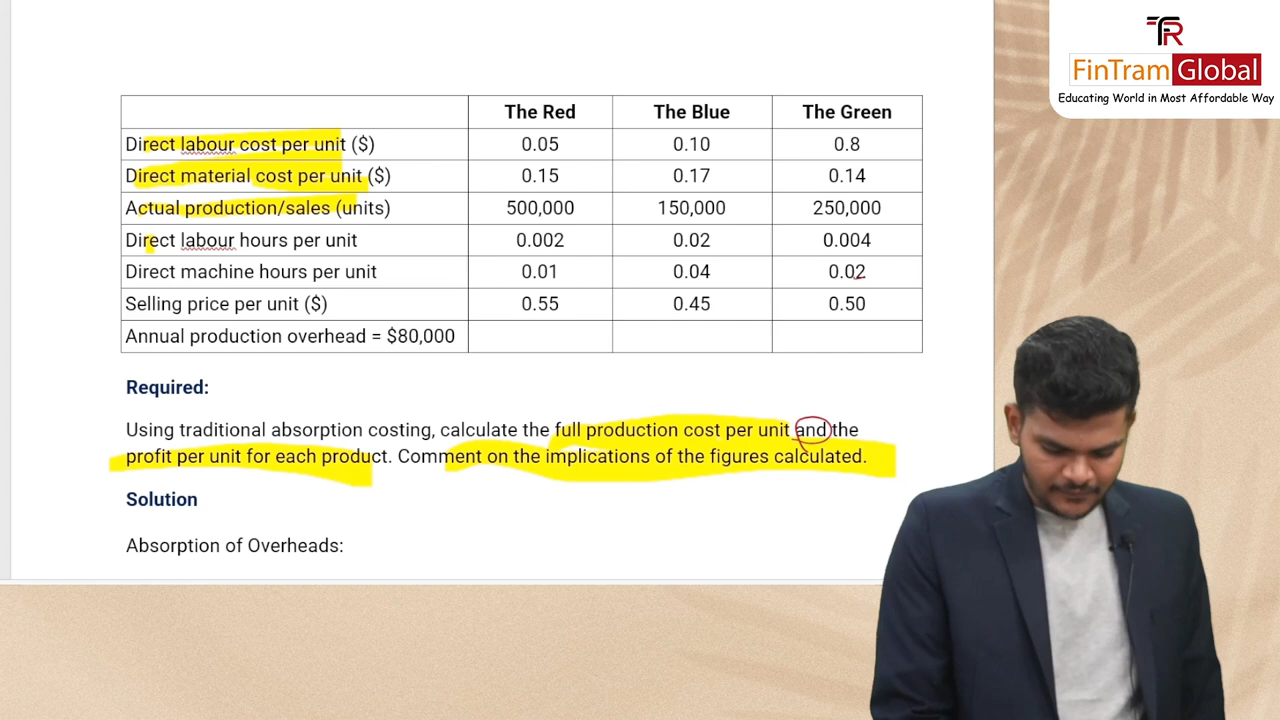 TR
FinTram Global
Educating World in Most Affordable Way
The Red The Blue The Green
Direct labour cost per unit ($) 0.05 0.10 0.8
Direct material cost per unit ($) 0.15 0.17 0.14
Actual production/sales (units) 500,000 150,000 250,000
Direct labour hours per unit 0.002 0.02 0.004
Direct machine hours per unit 0.01 0.04 0.02
Selling price per unit ($) 0.55 0.45 0.50
Annual production overhead = $80,000
Required:
Using traditional absorption costing, calculate the full production cost per unit and the
profit per unit for each product. Comment on the implications of the figures calculated.
Solution
Absorption of Overheads: